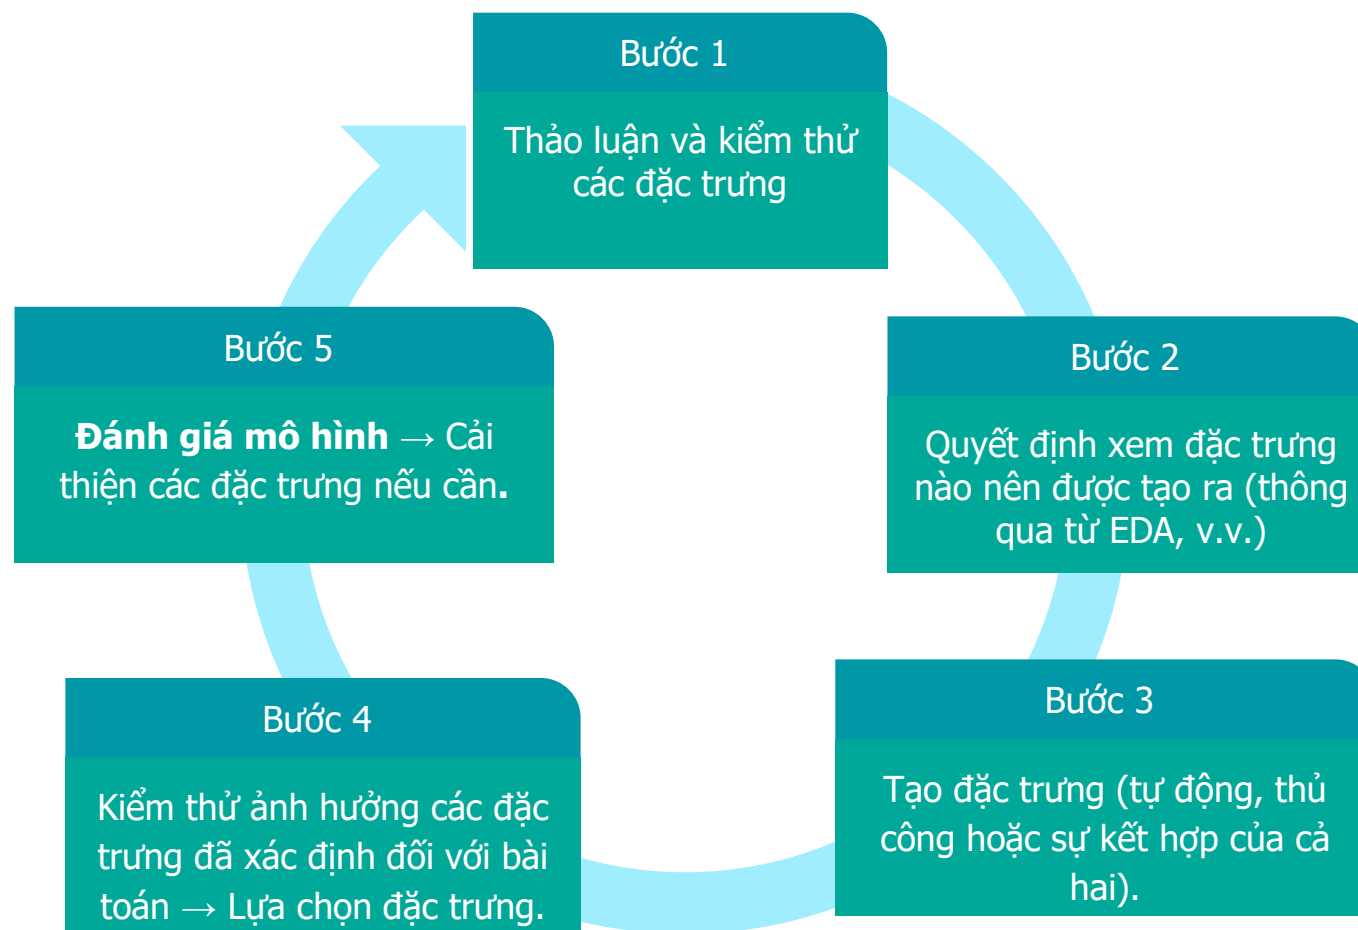 Bước 1
Thảo luận và kiểm thử
các đặc trưng
Bước 2
Quyết định xem đặc trưng
nào nên được tạo ra (thông
qua từ EDA, v.v.)
Bước 3
Tạo đặc trưng (tự động, thủ
công hoặc sự kết hợp của cả
hai).
Bước 4
Kiểm thử ảnh hưởng các đặc
trưng đã xác định đối với bài
toán → Lựa chọn đặc trưng.
Bước 5
Đánh giá mô hình → Cải
thiện các đặc trưng nếu cần.